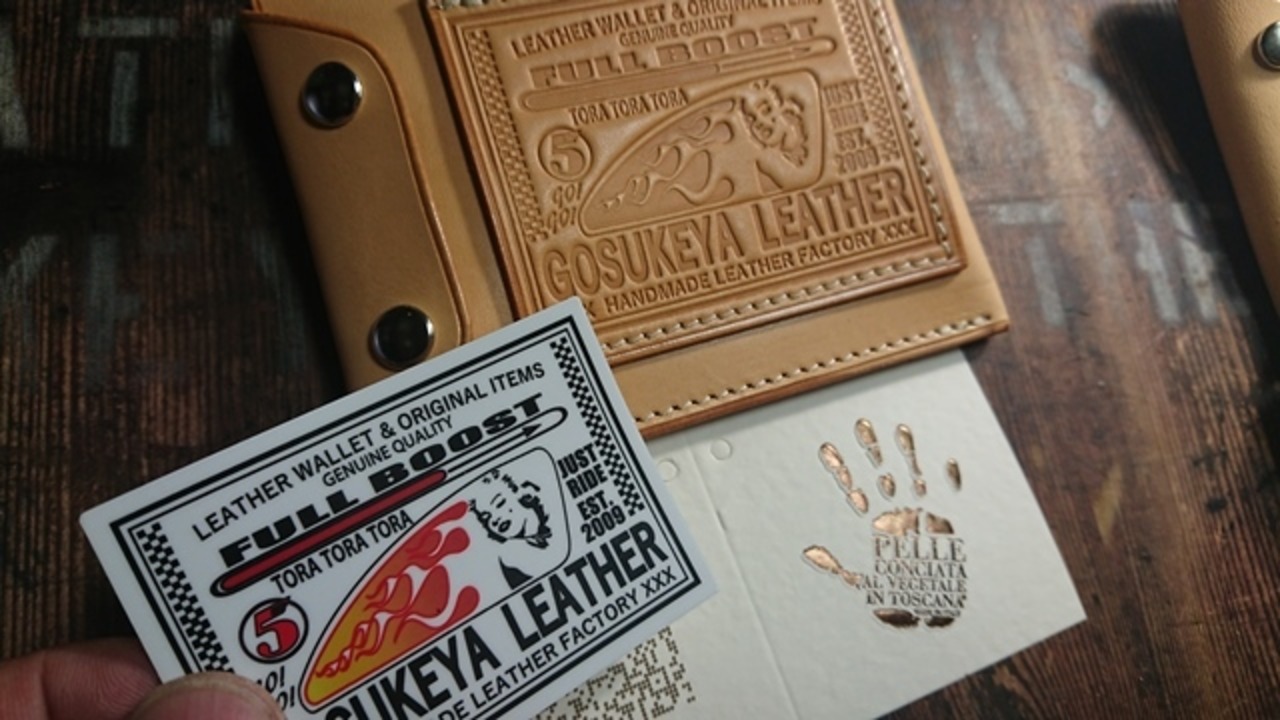 LEATHER WALLET & ORIGINAL ITEMS
GENUINE QUALITY
FULL BOOST
TORA TORA TORA
5
GO!
GO!
JUST
RIDE
EST.
2009
GOSUKEYA LEATHER
X HANDMADE LEATHER FACTORY XXX
LEATHER WALLET & ORIGINAL ITEMS
GENUINE QUALITY
FULL BOOST
TORA TORA TORA
5
GO!
GO!
JUST
RIDE
EST.
2009
SUKEYA LEATHER
DE LEATHER FACTORY XXX
PELLE
CONCIATA
AL VEGETALE
IN TOSCANA